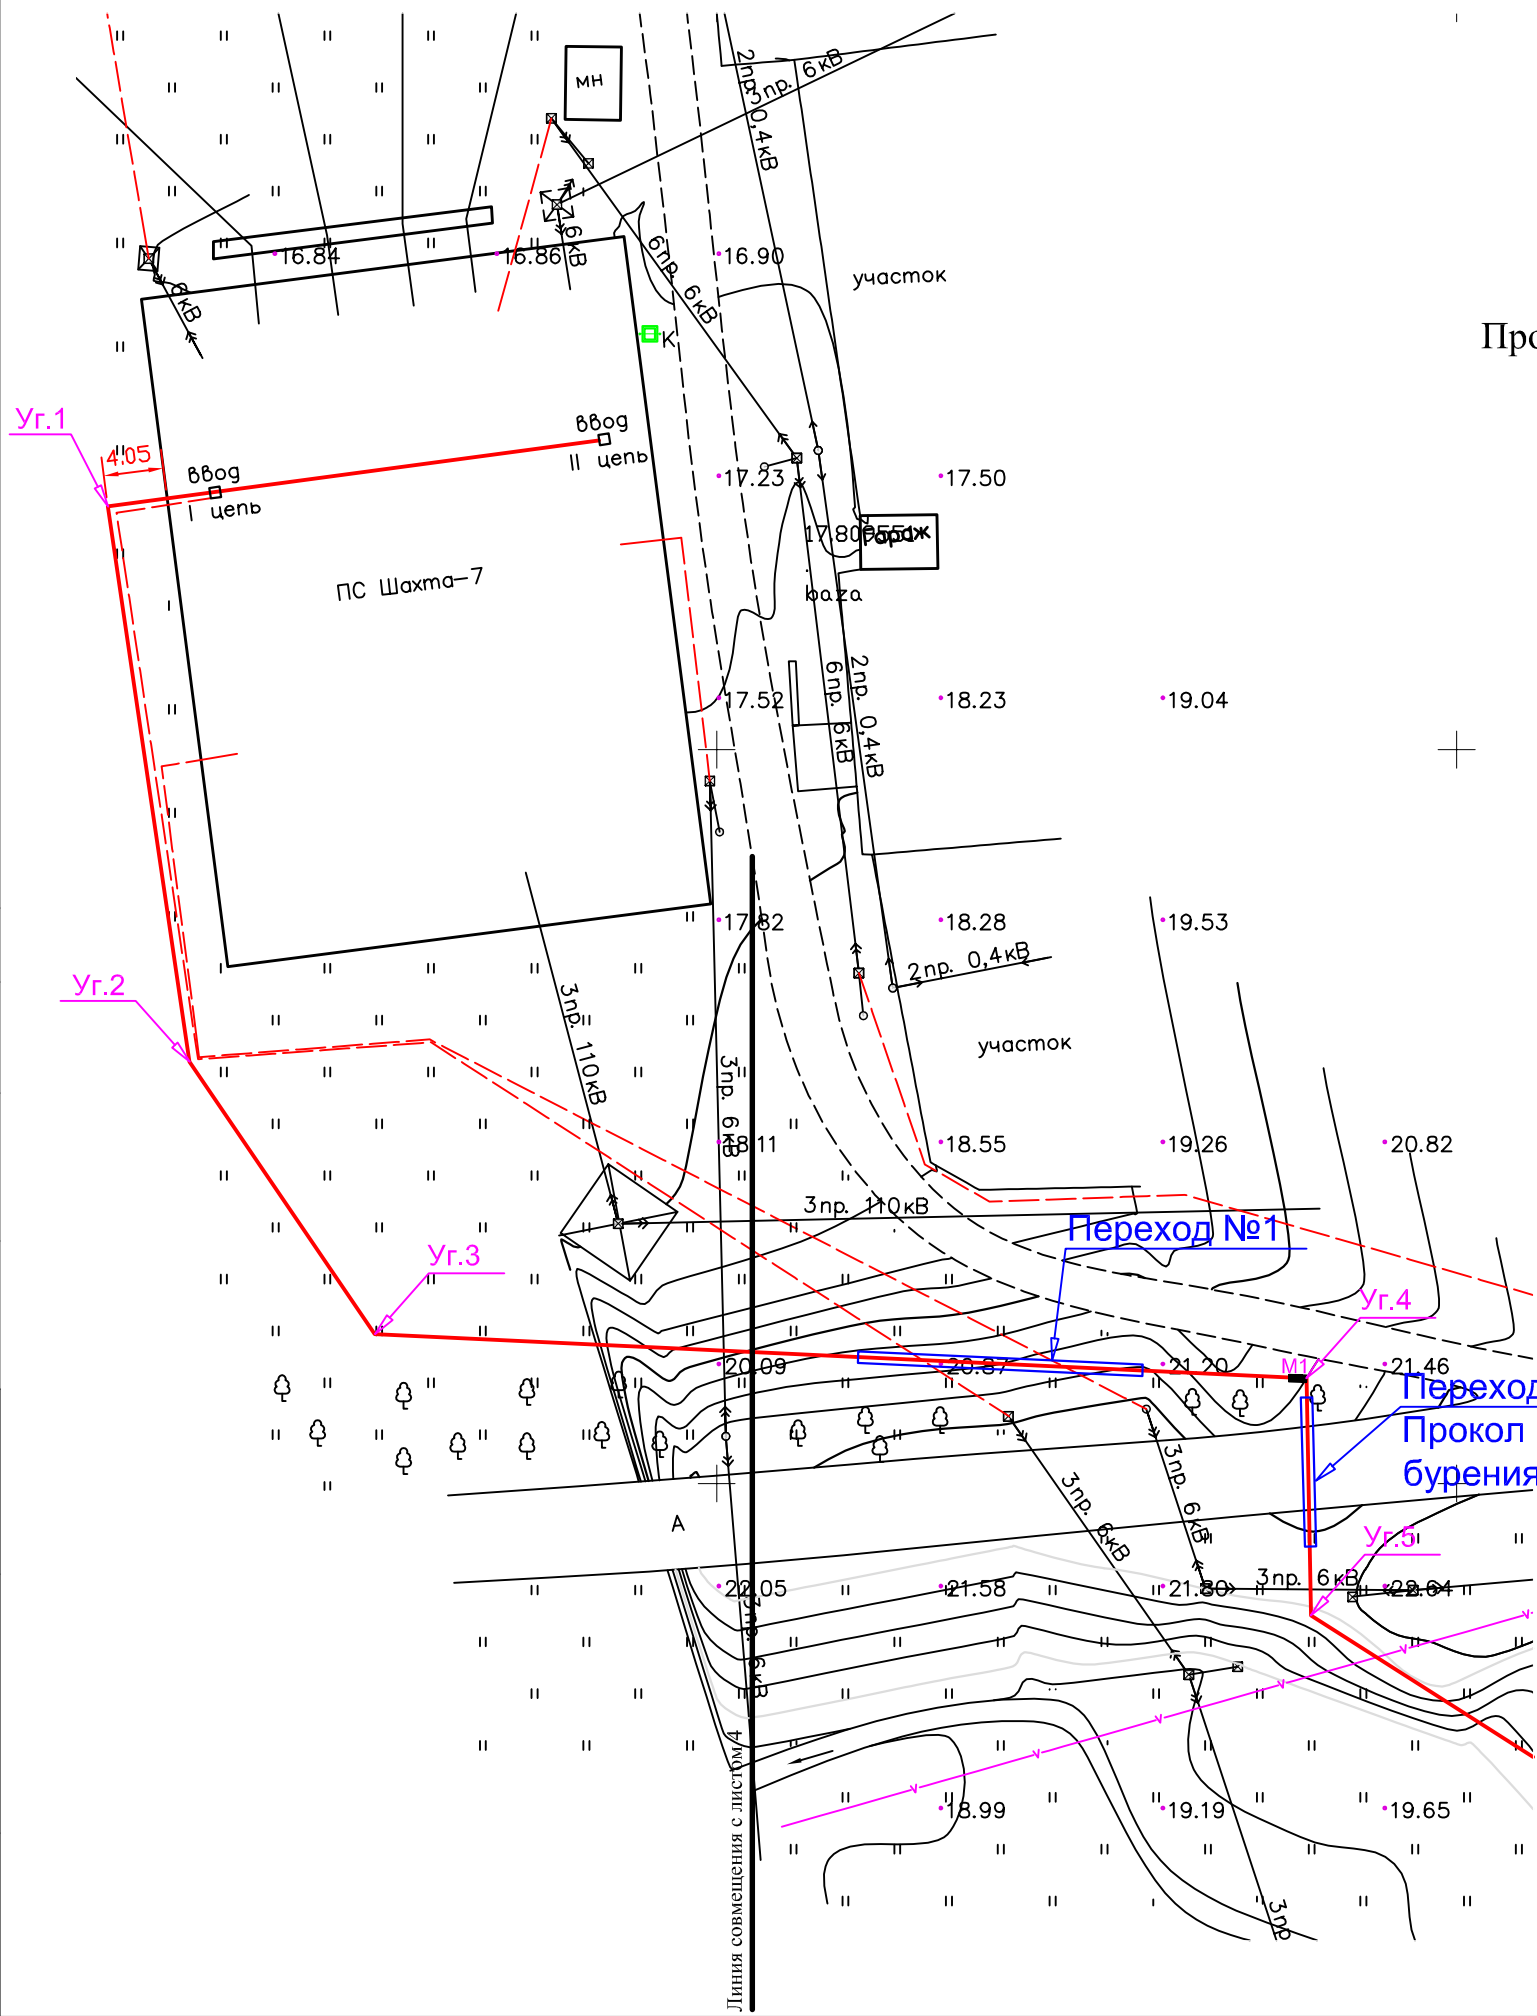 МН
2пр. 0,4кВ
3пр. 6кВ
6кВ
6кВ
6пр. 6кВ
16.84
16.86
16.90
участок
К
Про
Уг.1
4.05
ввод
I цепь
ввод
II цепь
17.23
17.50
Гараж
baza
ПС Шахта-7
6пр. 6кВ
2пр. 0,4кВ
17.52
18.23
19.04
17.82
18.28
19.53
2пр. 0,4кВ
Уг.2
3пр. 110кВ
3пр. 6кВ
участок
18.11
18.55
19.26
20.82
3пр. 110кВ
Переход №1
Уг.3
Уг.4
20.09
20.87
21.20
М1
21.46
Переход
Прокол
бурения
3пр. 6кВ
3пр. 6кВ
А
Уг.5
22.05
21.58
21.80
3пр. 6кВ
22.64
3пр. 6кВ
18.99
19.19
19.65
3пр
Линия совмещения с листом 4